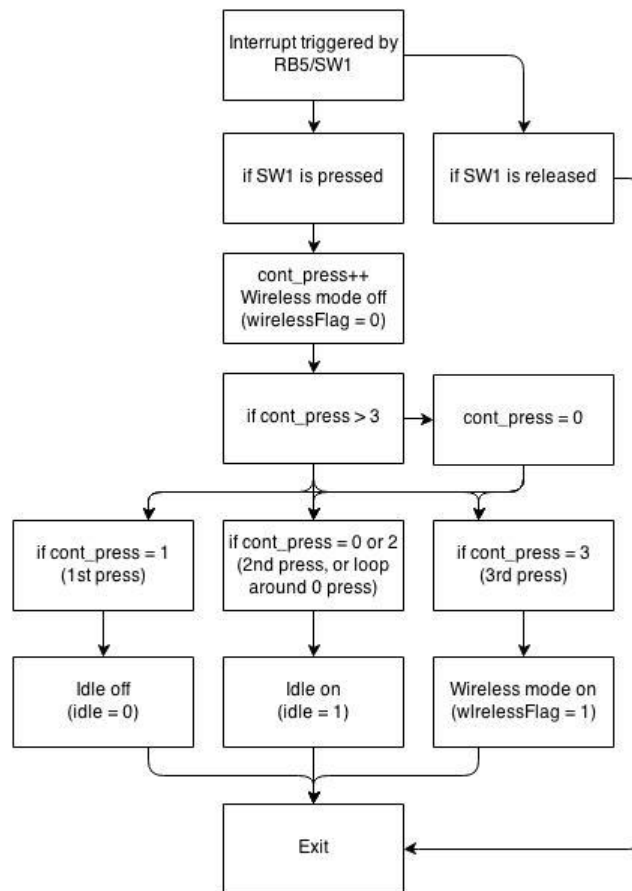 Interrupt triggered by
RB5/SW1
if SW1 is pressed
if SW1 is released
cont_press++
Wireless mode off
(wirelessFlag = 0)
if cont_press > 3
cont_press = 0
if cont_press = 1
(1st press)
if cont_press = 0 or 2
(2nd press, or loop
around 0 press)
if cont_press = 3
(3rd press)
Idle off
(idle = 0)
Idle on
(idle = 1)
Wireless mode on
(wirelessFlag = 1)
Exit